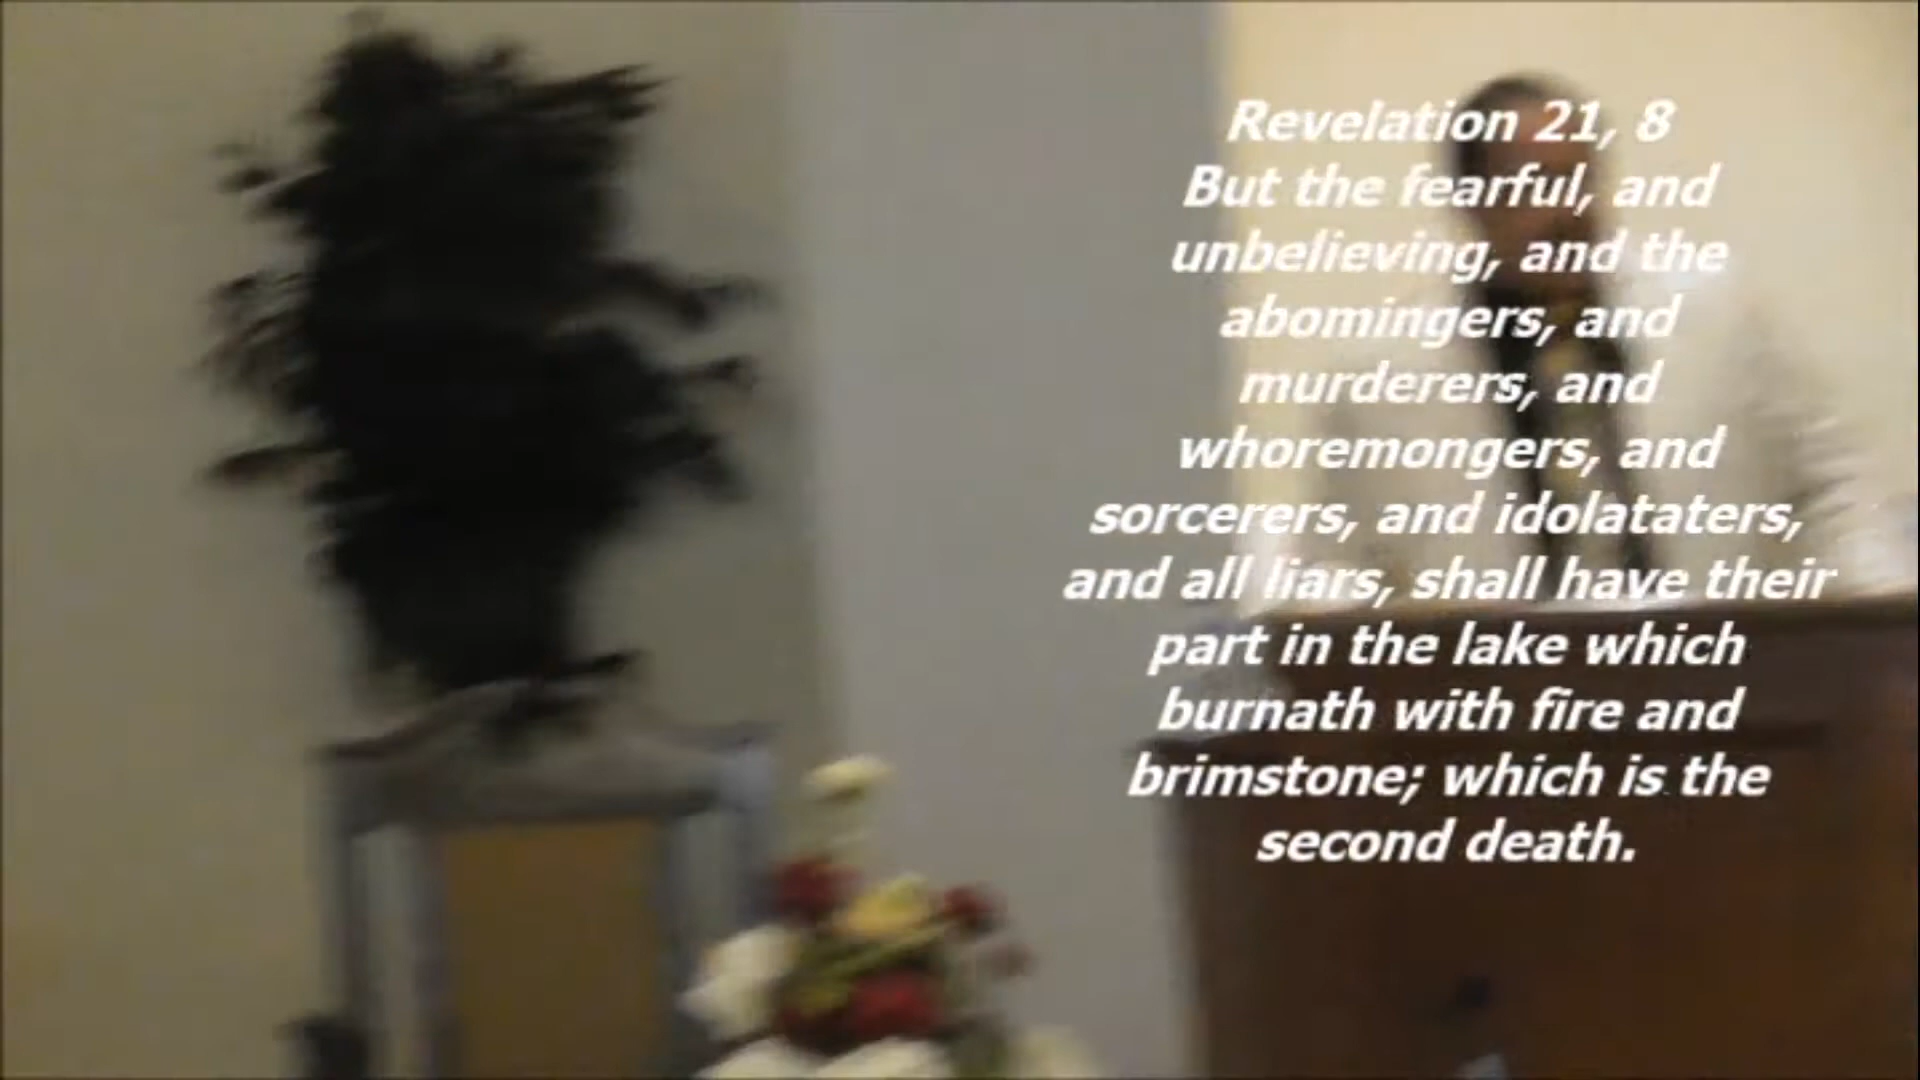 Revelation 21, 8
But the fearful, and
unbelieving, and the
abomingers, and
murderers, and
whoremongers, and
sorcerers, and idolataters,
and all liars, shall have their
part in the lake which
burnath with fire and
brimstone; which is the
second death.